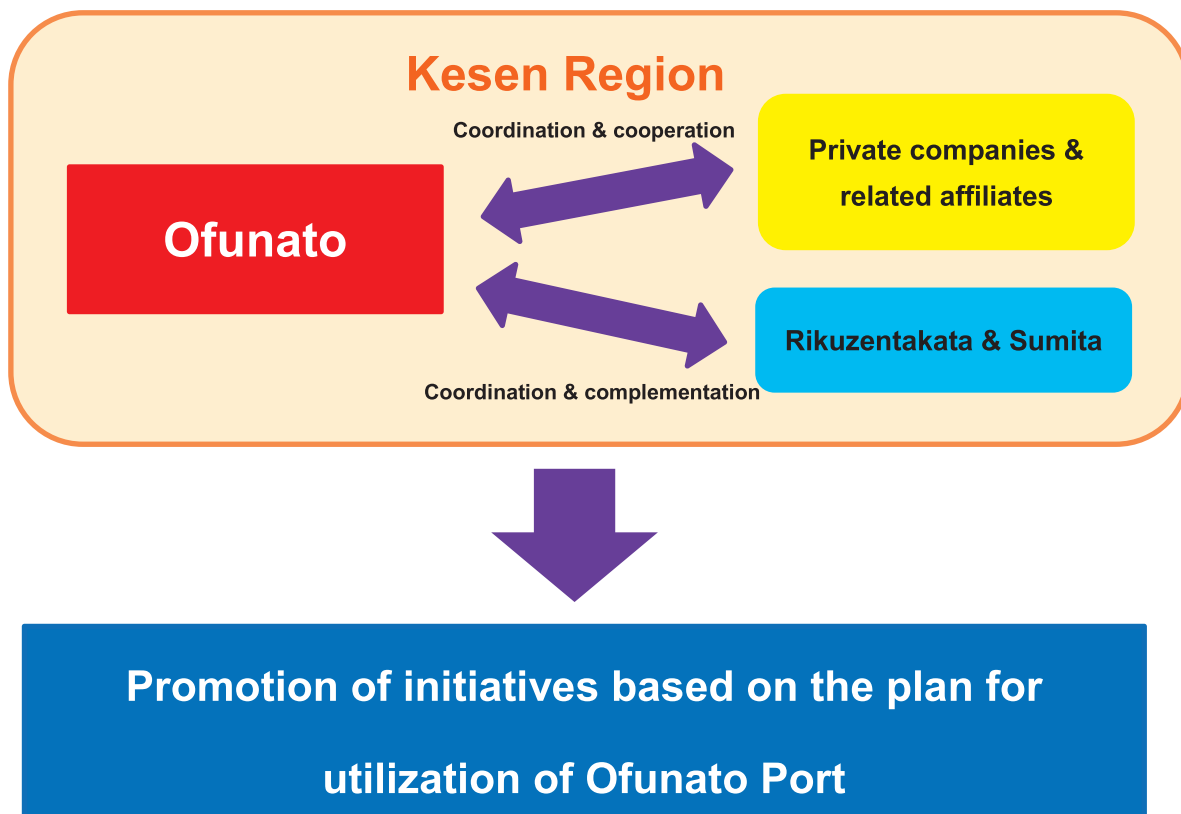 Kesen Region
Coordination & cooperation
Private companies &
related affiliates
Ofunato
Rikuzentakata & Sumita
Coordination & complementation
Promotion of initiatives based on the plan for
utilization of Ofunato Port